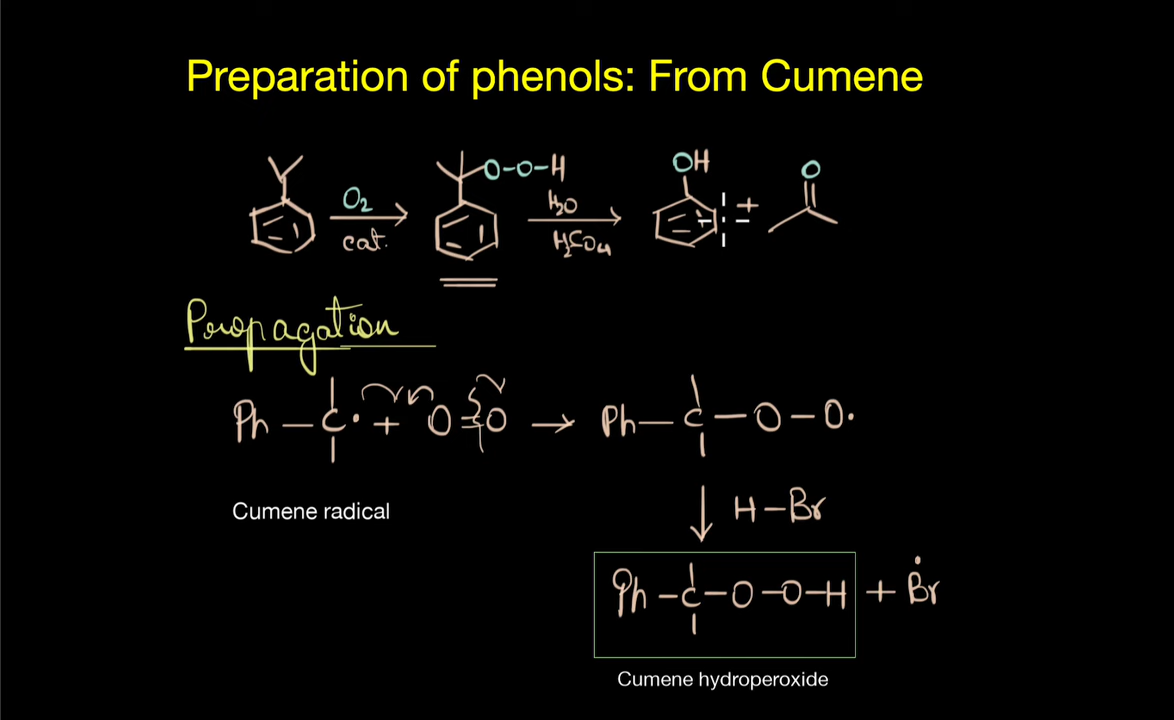 Preparation of phenols: From Cumene
O₂ cat. O-O-H H₂O H₂SO₄ OH + O
Propagation
Ph - C· + O=O → Ph - C - O - O·
Cumene radical
↓ H - Br
Ph - C - O - O - H + Br
Cumene hydroperoxide